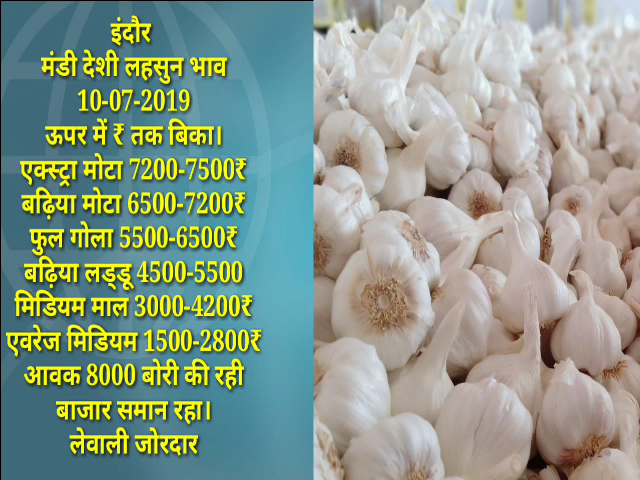 इंदौर
मंडी देशी लहसुन भाव
10-07-2019
ऊपर में ₹ तक बिका।
एक्स्ट्रा मोटा 7200-7500₹
बढ़िया मोटा 6500-7200₹
फुल गोला 5500-6500₹
बढ़िया लड्डू 4500-5500
मिडियम माल 3000-4200₹
एवरेज मिडियम 1500-2800₹
आवक 8000 बोरी की रही
बाजार समान रहा।
लेवाली जोरदार